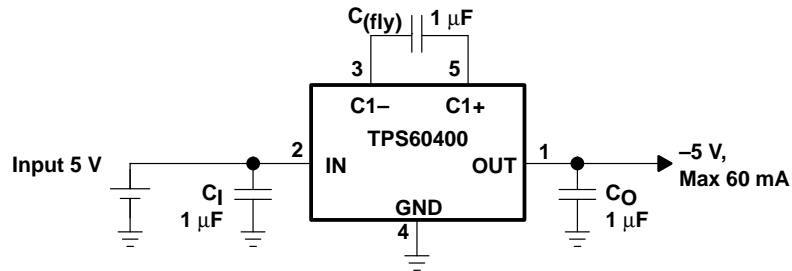 C(fly) 1 μF
3 5
C1– C1+
TPS60400
Input 5 V 2 IN OUT 1 –5 V,
Max 60 mA
CI
1 μF
GND
4
CO
1 μF